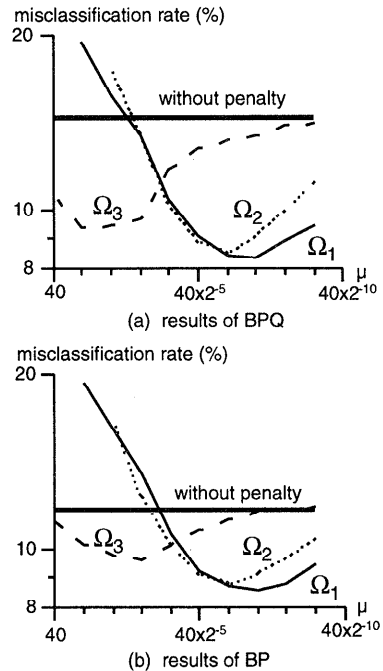 misclassification rate (%)
20
without penalty
Ω3
Ω2
10
Ω1
8
μ
40
40x2-5
40x2-10
(a) results of BPQ
misclassification rate (%)
20
without penalty
Ω3
Ω2
10
Ω1
8
μ
40
40x2-5
40x2-10
(b) results of BP